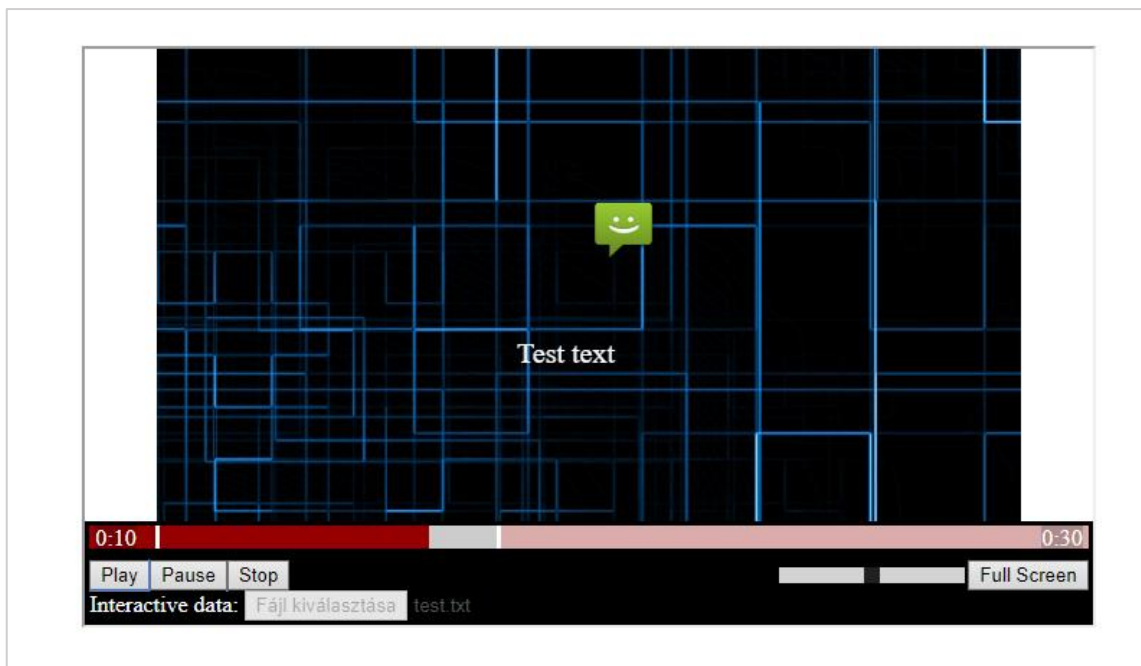 Test text
0:10 0:30
Play Pause Stop Full Screen
Interactive data: Fájl kiválasztása test.txt